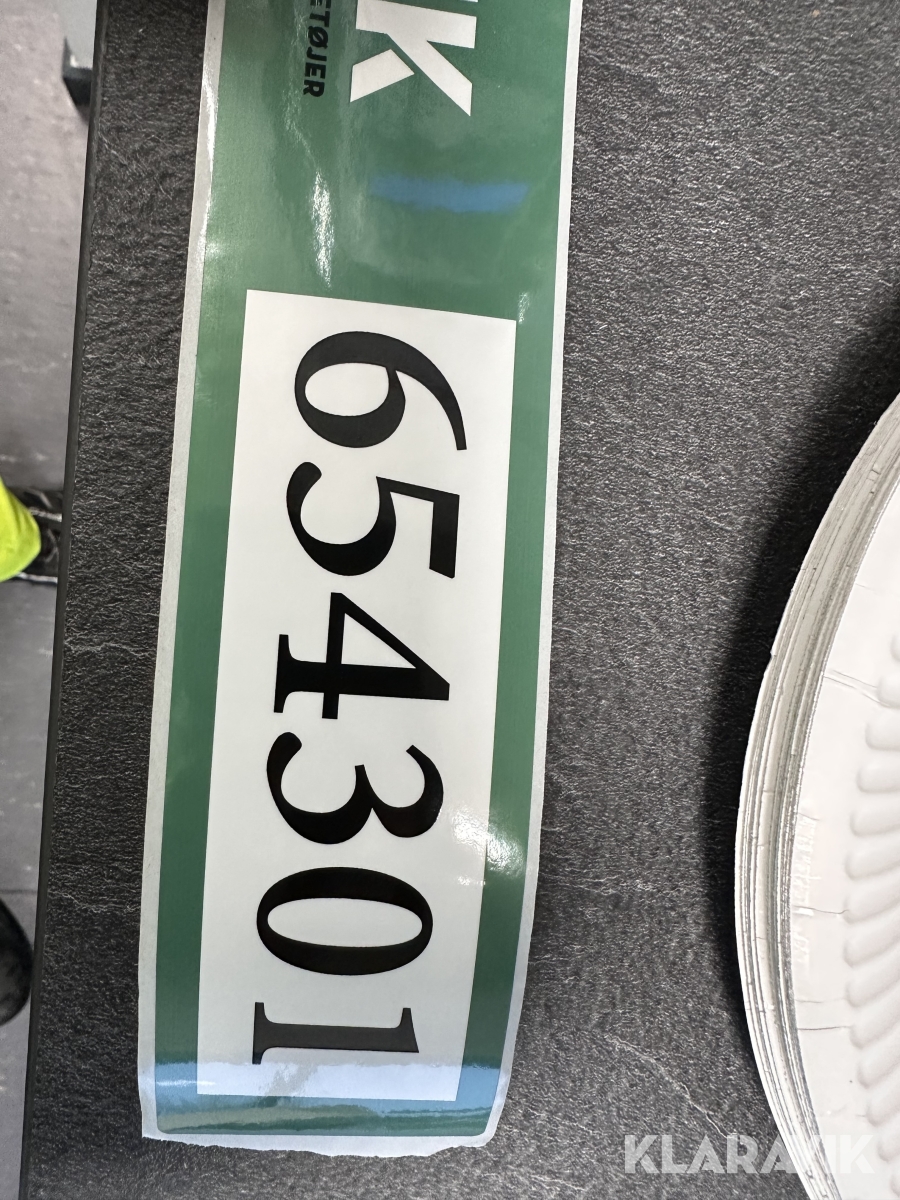 K
ETØJER
654301
KLARAVIK